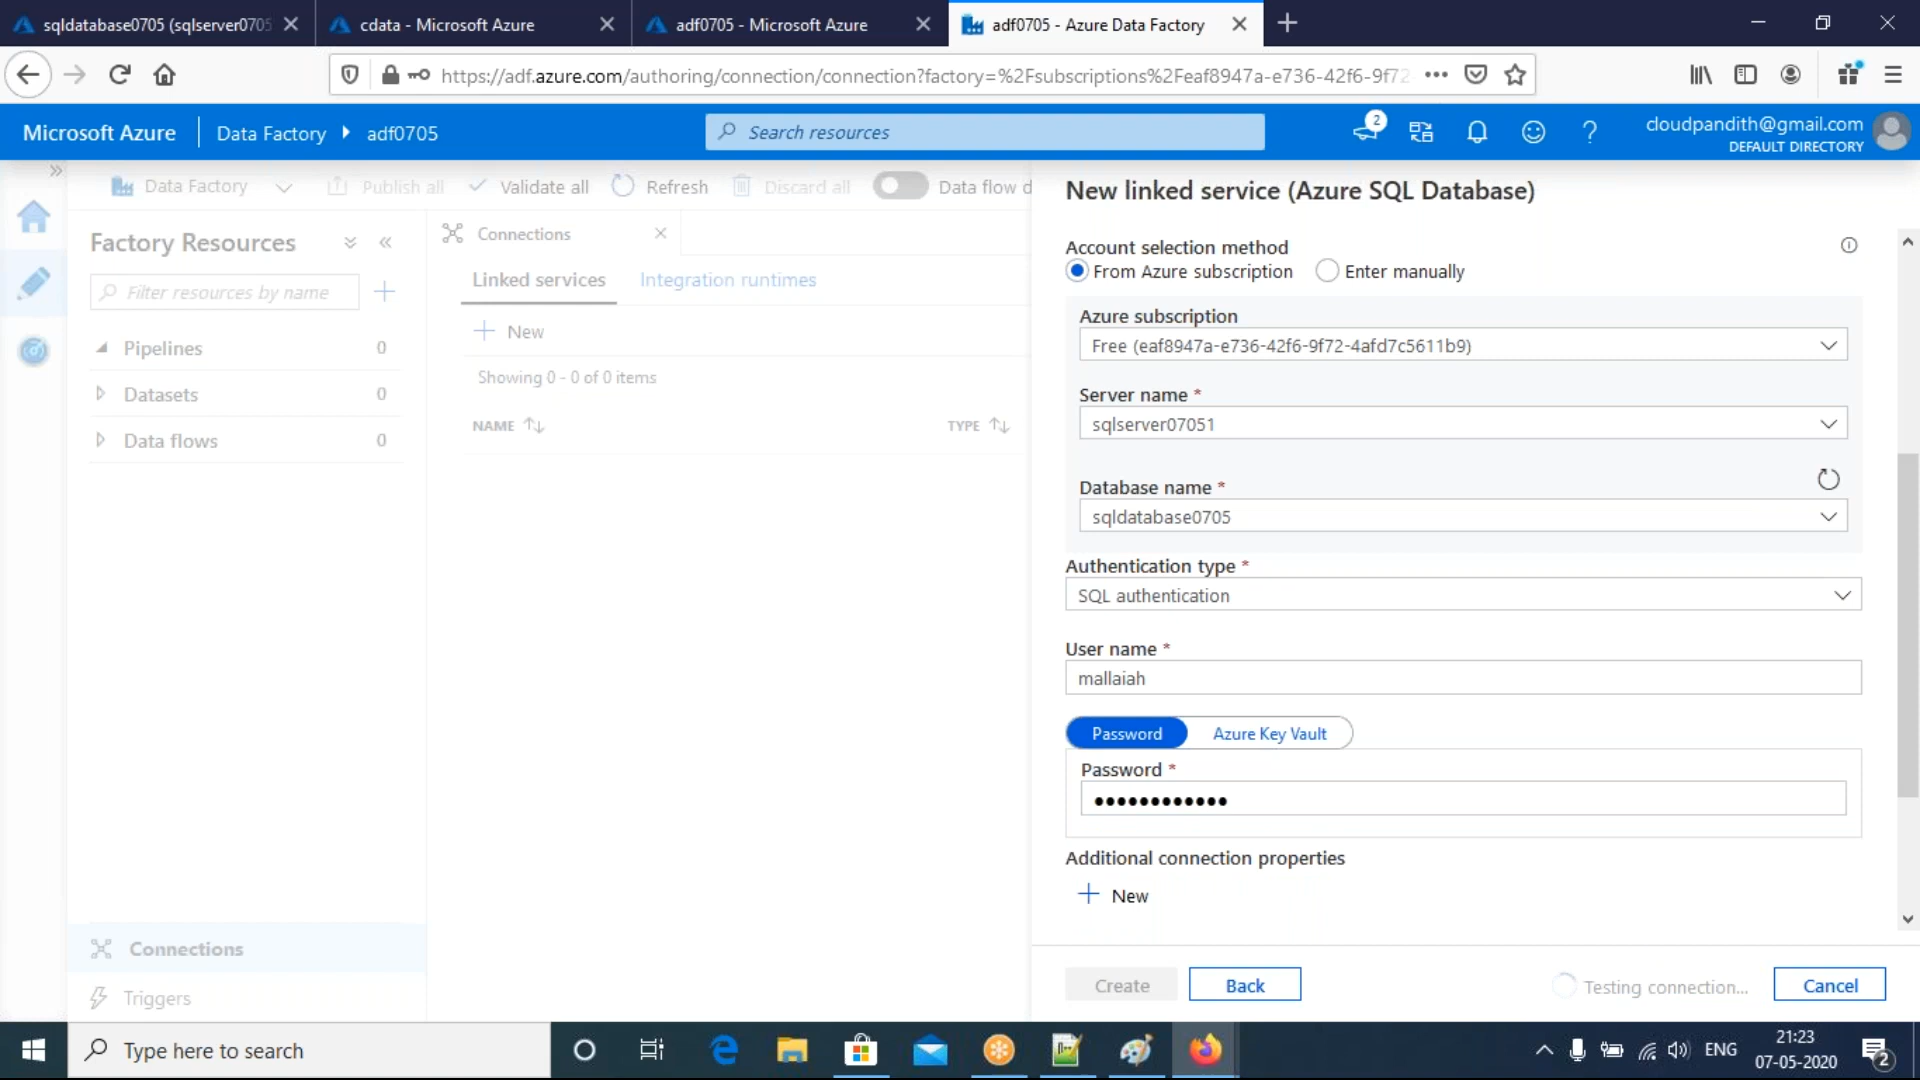 sqldatabase0705 (sqlserver0705
cdata - Microsoft Azure
adf0705 - Microsoft Azure
adf0705 - Azure Data Factory
https://adf.azure.com/authoring/connection/connection?factory=%2Fsubscriptions%2Feaf8947a-e736-42f6-9f72
Microsoft Azure
Data Factory
adf0705
Search resources
2
cloudpandith@gmail.com
DEFAULT DIRECTORY
Data Factory
Publish all
Validate all
Refresh
Discard all
Data flow d
New linked service (Azure SQL Database)
Factory Resources
Filter resources by name
Pipelines 0
Datasets 0
Data flows 0
Connections
Triggers
Connections
Linked services
Integration runtimes
New
Showing 0 - 0 of 0 items
NAME
TYPE
Account selection method
From Azure subscription
Enter manually
Azure subscription
Free (eaf8947a-e736-42f6-9f72-4afd7c5611b9)
Server name *
sqlserver07051
Database name *
sqldatabase0705
Authentication type *
SQL authentication
User name *
mallaiah
Password
Azure Key Vault
Password *
••••••••••••
Additional connection properties
New
Create
Back
Testing connection...
Cancel
Type here to search
ENG
21:23
07-05-2020
2